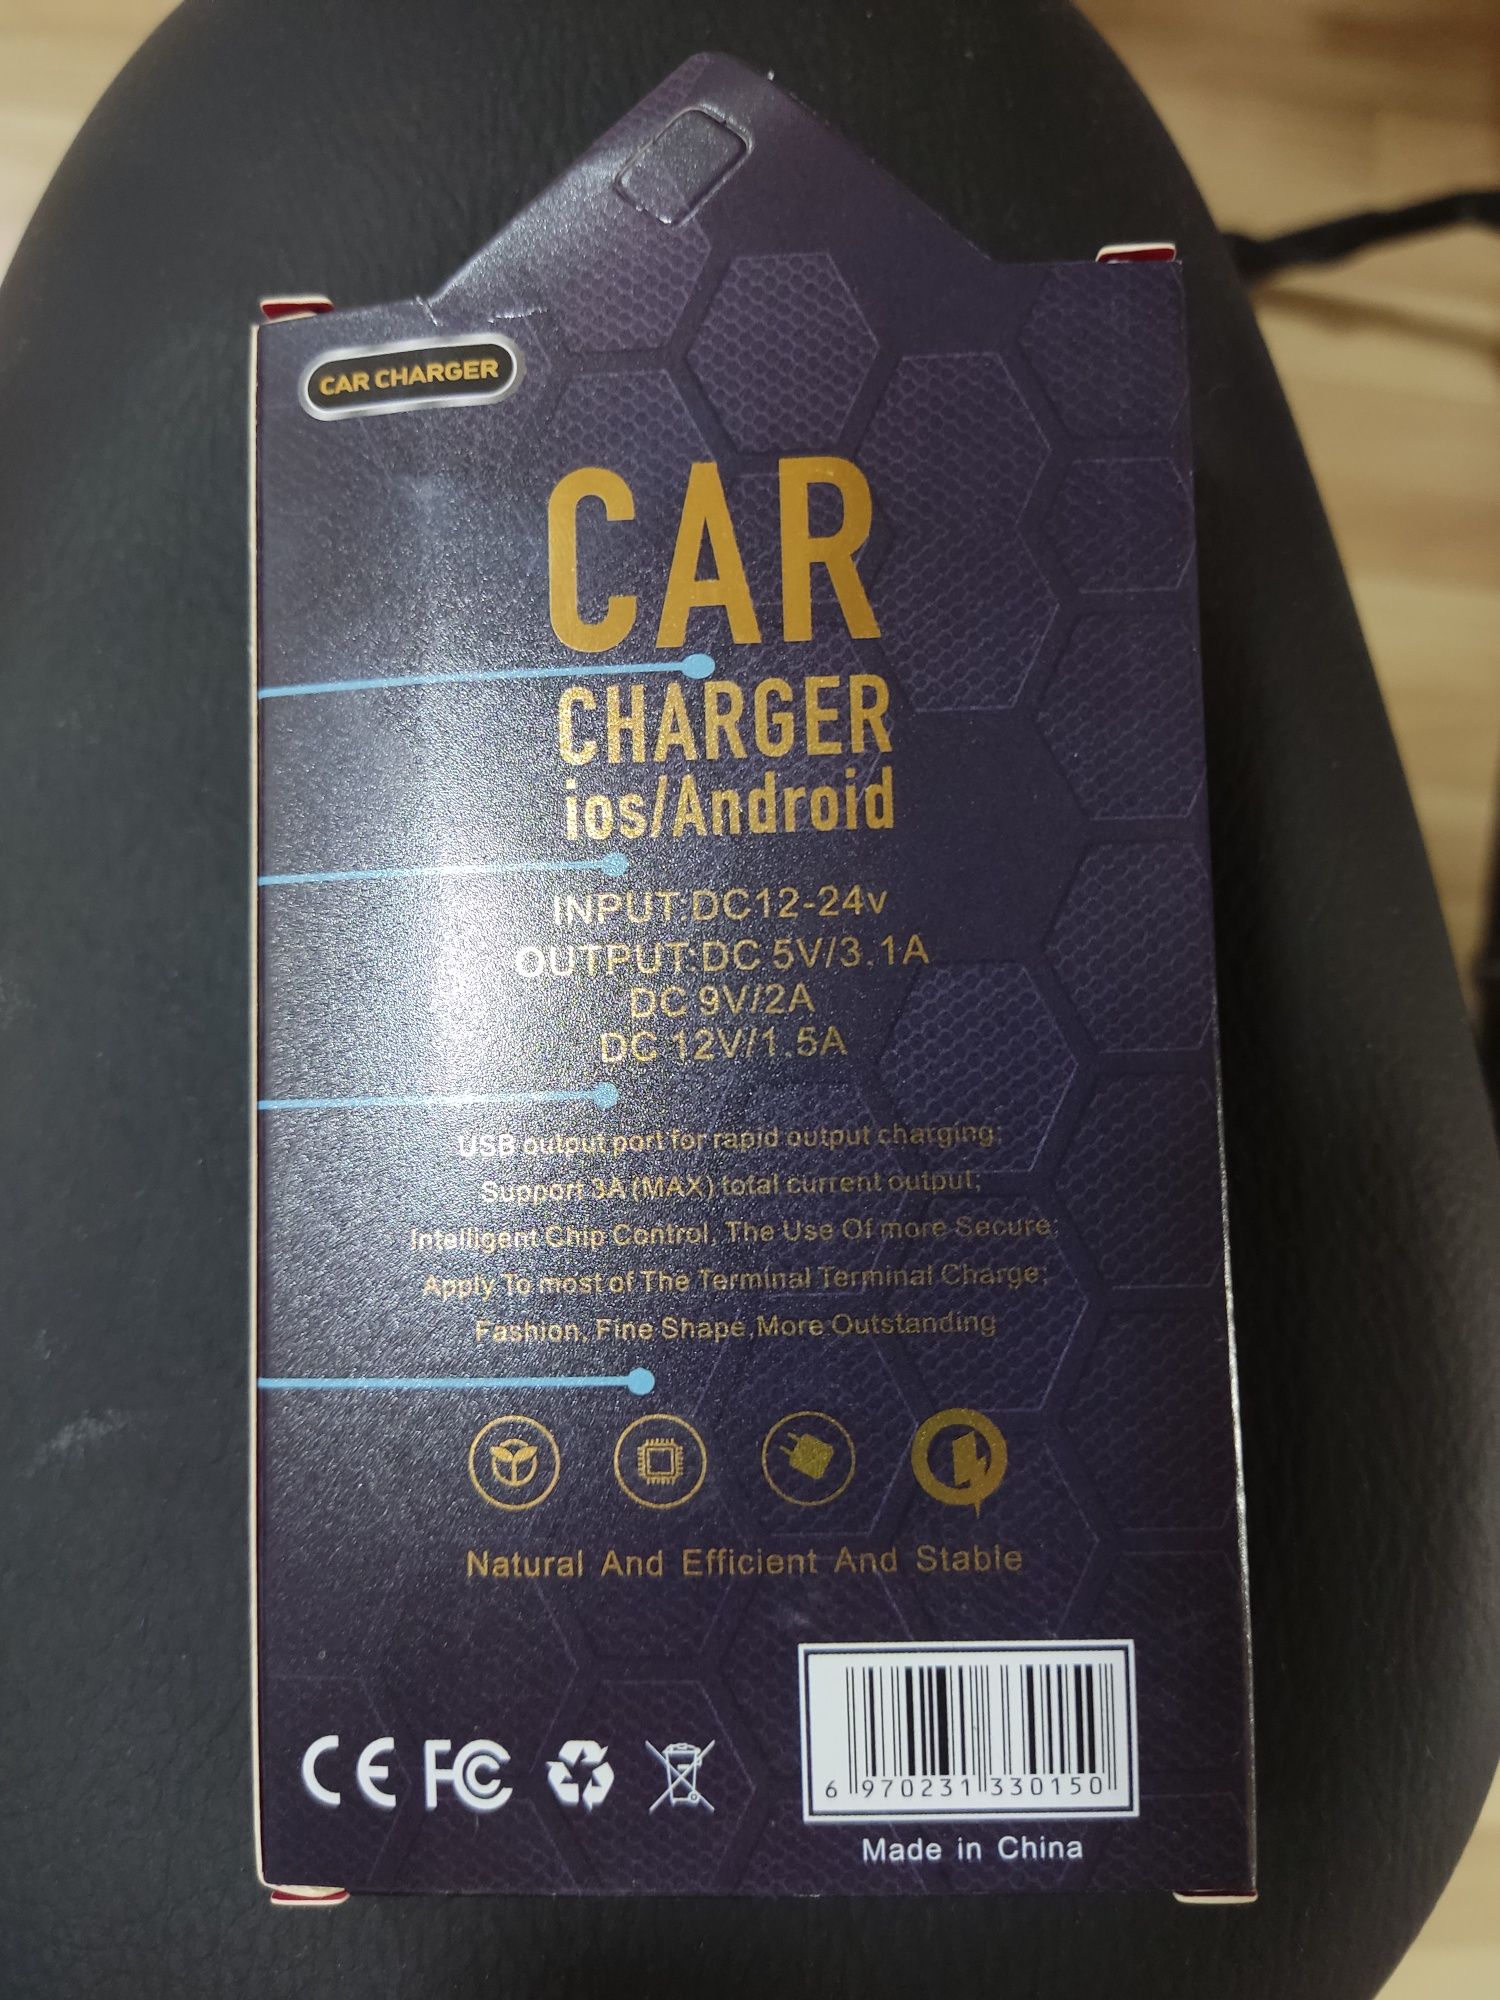 CAR CHARGER
CAR
CHARGER
ios/Android
INPUT:DC12-24v
OUTPUT:DC 5V/3.1A
DC 9V/2A
DC 12V/1.5A
USB output port for rapid output charging;
Support 3A (MAX) total current output;
Intelligent Chip Control, The Use Of more Secure;
Apply To most of The Terminal Terminal Charge;
Fashion, Fine Shape,More Outstanding
Natural And Efficient And Stable
CE FC
6 970231 330150
Made in China